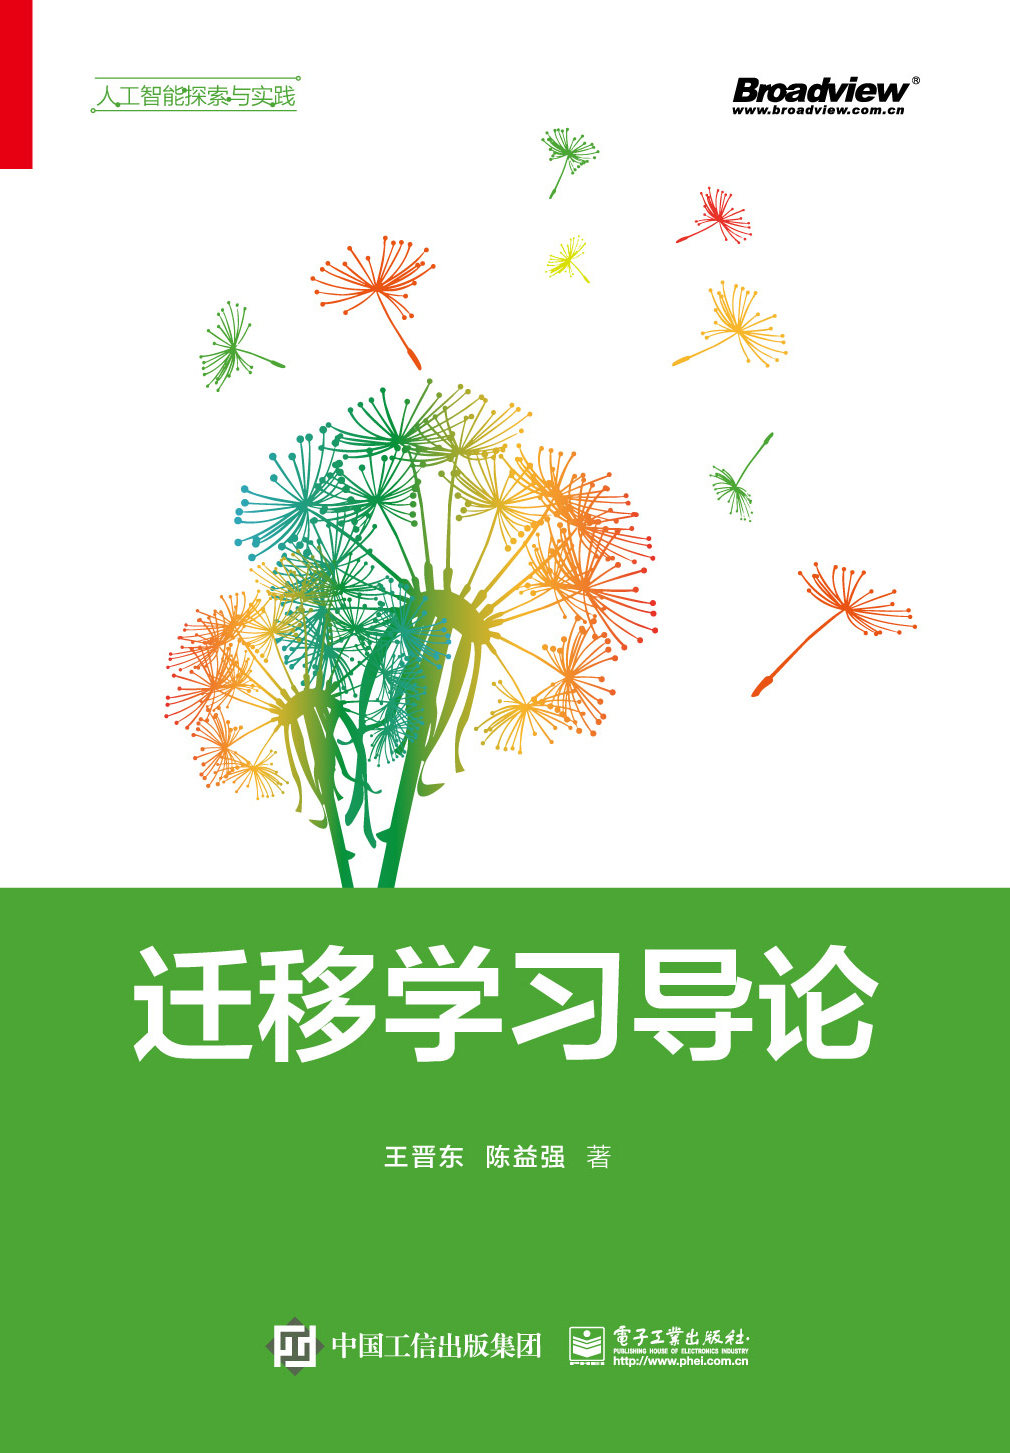 人工智能探索与实践
Broadview®
www.broadview.com.cn
迁移学习导论
王晋东 陈益强 著
中国工信出版集团
電子工業出版社·
PUBLISHING HOUSE OF ELECTRONICS INDUSTRY
http://www.phei.com.cn